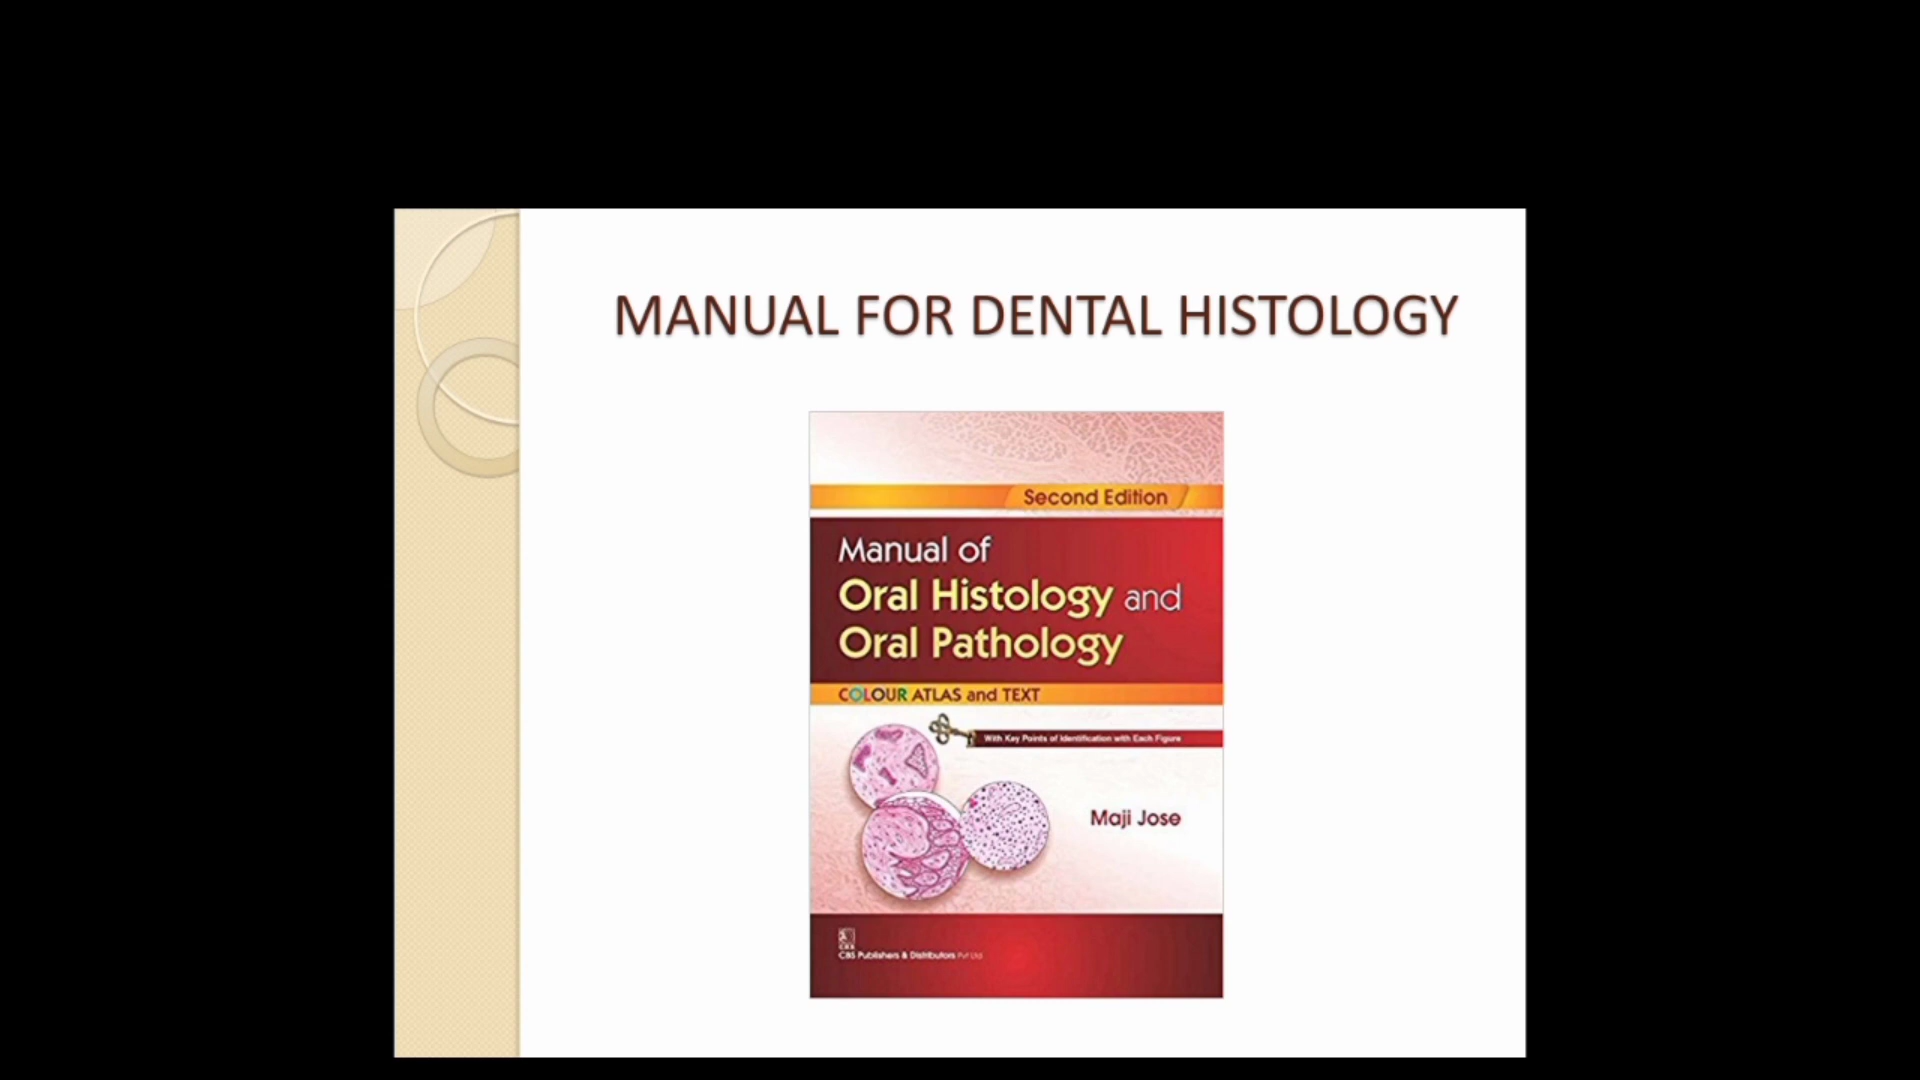 MANUAL FOR DENTAL HISTOLOGY
Second Edition
Manual of
Oral Histology and
Oral Pathology
COLOUR ATLAS and TEXT
With Key Points of Identification with Each Figure
Maji Jose
CBS
CBS Publishers & Distributors Pvt Ltd